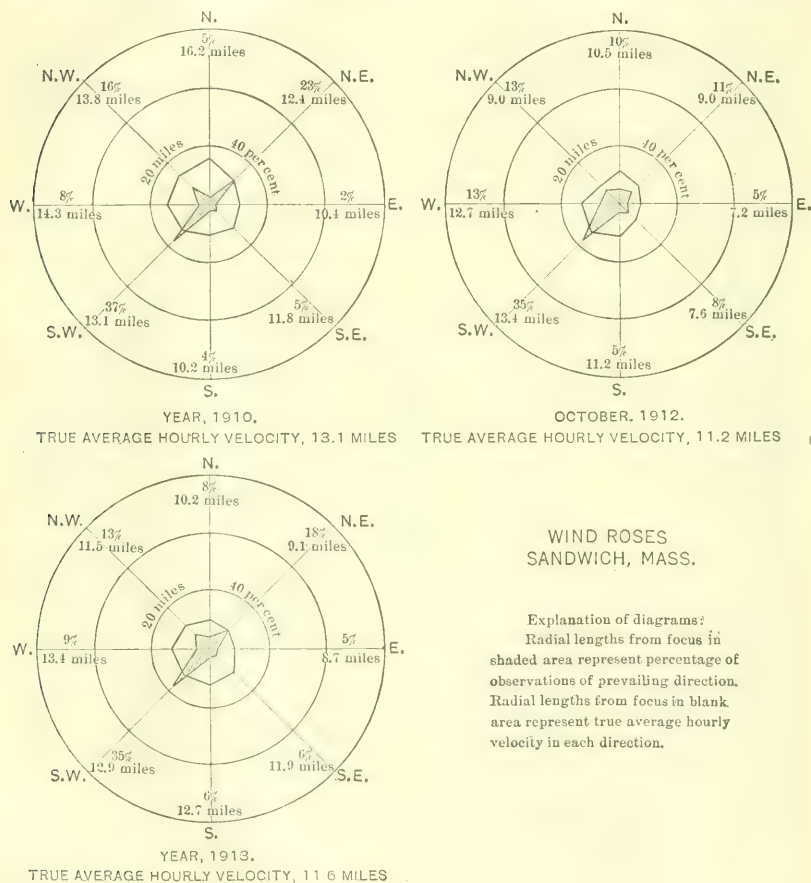 N.
5%
16.2 miles
N.W.
16%
13.8 miles
N.E.
23%
12.4 miles
20 miles
40 per cent
W.
8%
14.3 miles
2%
10.4 miles
E.
37%
13.1 miles
S.W.
5%
11.8 miles
S.E.
4%
10.2 miles
S.
YEAR, 1910.
TRUE AVERAGE HOURLY VELOCITY, 13.1 MILES
N.
10%
10.5 miles
N.W.
13%
9.0 miles
N.E.
11%
9.0 miles
20 miles
40 per cent
W.
13%
12.7 miles
5%
7.2 miles
E.
35%
13.4 miles
S.W.
8%
7.6 miles
S.E.
5%
11.2 miles
S.
OCTOBER. 1912.
TRUE AVERAGE HOURLY VELOCITY, 11.2 MILES
N.
8%
10.2 miles
N.W.
13%
11.5 miles
N.E.
18%
9.1 miles
20 miles
40 per cent
W.
9%
13.4 miles
5%
8.7 miles
E.
35%
12.9 miles
S.W.
6%
11.9 miles
S.E.
6%
12.7 miles
S.
YEAR, 1913.
TRUE AVERAGE HOURLY VELOCITY, 11 6 MILES
WIND ROSES
SANDWICH, MASS.
Explanation of diagrams:
Radial lengths from focus in
shaded area represent percentage of
observations of prevailing direction.
Radial lengths from focus in blank
area represent true average hourly
velocity in each direction.